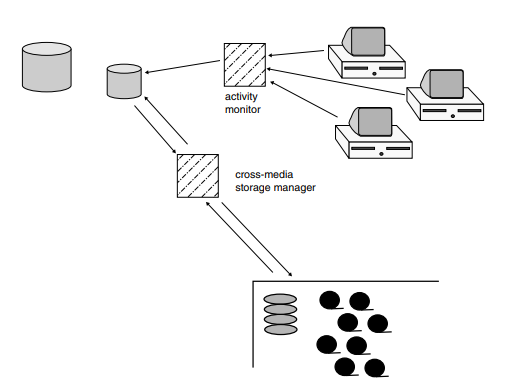 activity
monitor
cross-media
storage manager